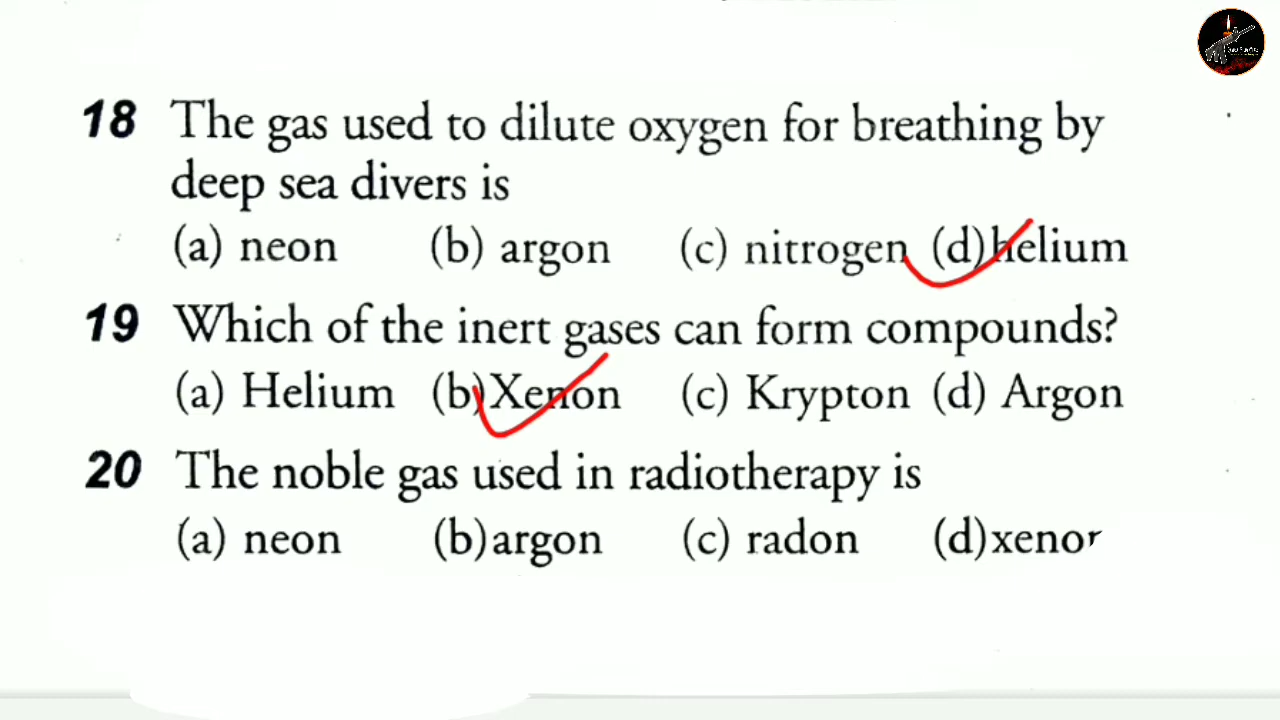 18 The gas used to dilute oxygen for breathing by
deep sea divers is
(a) neon (b) argon (c) nitrogen (d) helium
19 Which of the inert gases can form compounds?
(a) Helium (b) Xenon (c) Krypton (d) Argon
20 The noble gas used in radiotherapy is
(a) neon (b) argon (c) radon (d) xenon